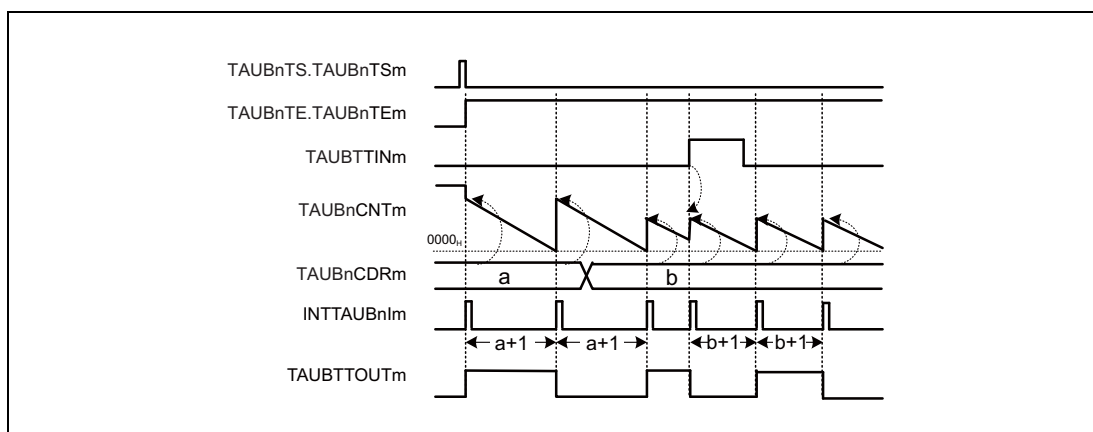 TAUBnTS.TAUBnTSm
TAUBnTE.TAUBnTEm
TAUBTTINm
TAUBnCNTm
0000H
TAUBnCDRm
a
b
INTTAUBnIm
a+1
a+1
b+1
b+1
TAUBTTOUTm